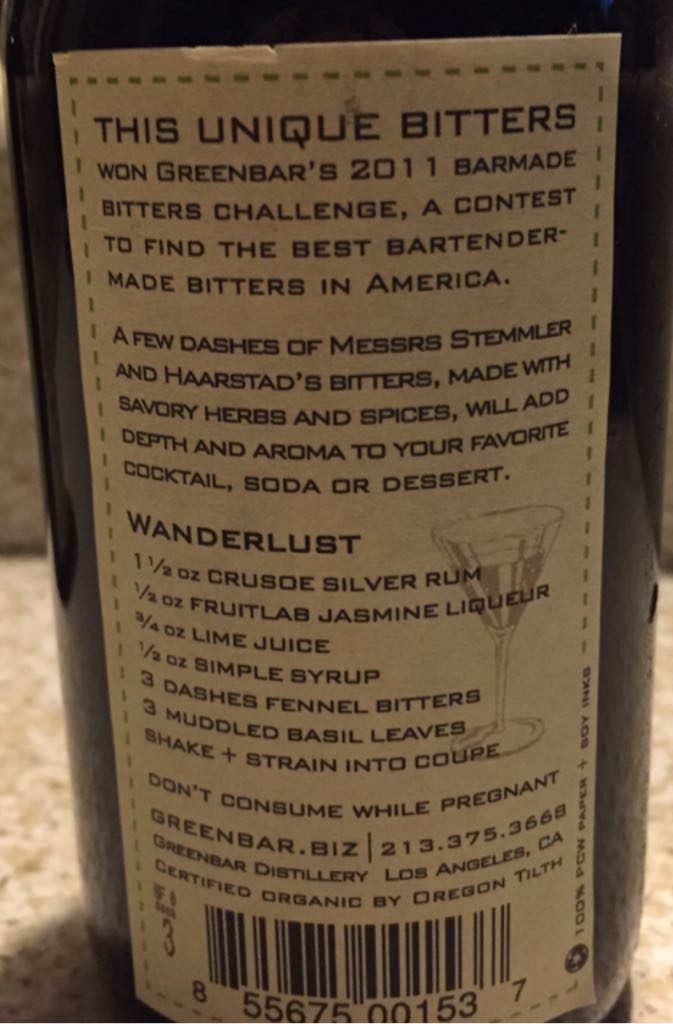 THIS UNIQUE BITTERS
WON GREENBAR'S 2011 BARMADE
BITTERS CHALLENGE, A CONTEST
TO FIND THE BEST BARTENDER-
MADE BITTERS IN AMERICA.
A FEW DASHES OF MESSRS STEMMLER
AND HAARSTAD'S BITTERS, MADE WITH
SAVORY HERBS AND SPICES, WILL ADD
DEPTH AND AROMA TO YOUR FAVORITE
COCKTAIL, SODA OR DESSERT.
WANDERLUST
1 1/2 OZ CRUSOE SILVER RUM
1/2 OZ FRUITLAB JASMINE LIQUEUR
3/4 OZ LIME JUICE
1/2 OZ SIMPLE SYRUP
3 DASHES FENNEL BITTERS
3 MUDDLED BASIL LEAVES
SHAKE + STRAIN INTO COUPE
DON'T CONSUME WHILE PREGNANT
GREENBAR.BIZ | 213.375.3668
GREENBAR DISTILLERY LOS ANGELES, CA
CERTIFIED ORGANIC BY OREGON TILTH
3
8 55675 00153 7
100% PCW PAPER + SOY INKS